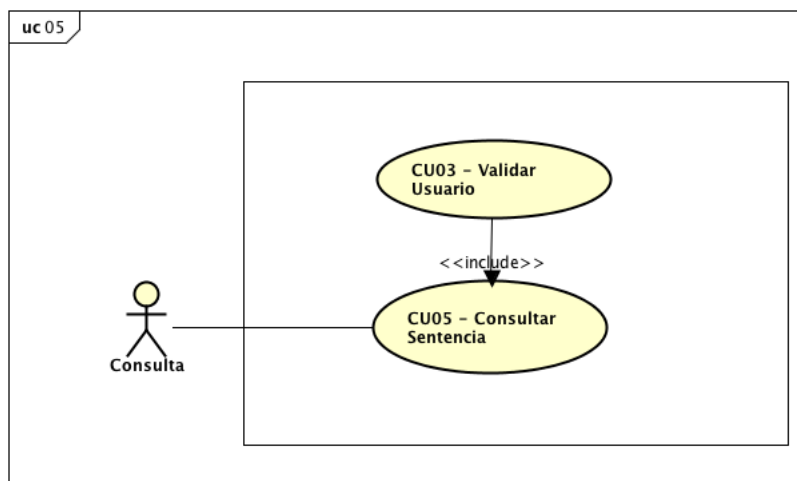 uc 05
CU03 - Validar
Usuario
<<include>>
CU05 - Consultar
Sentencia
Consulta